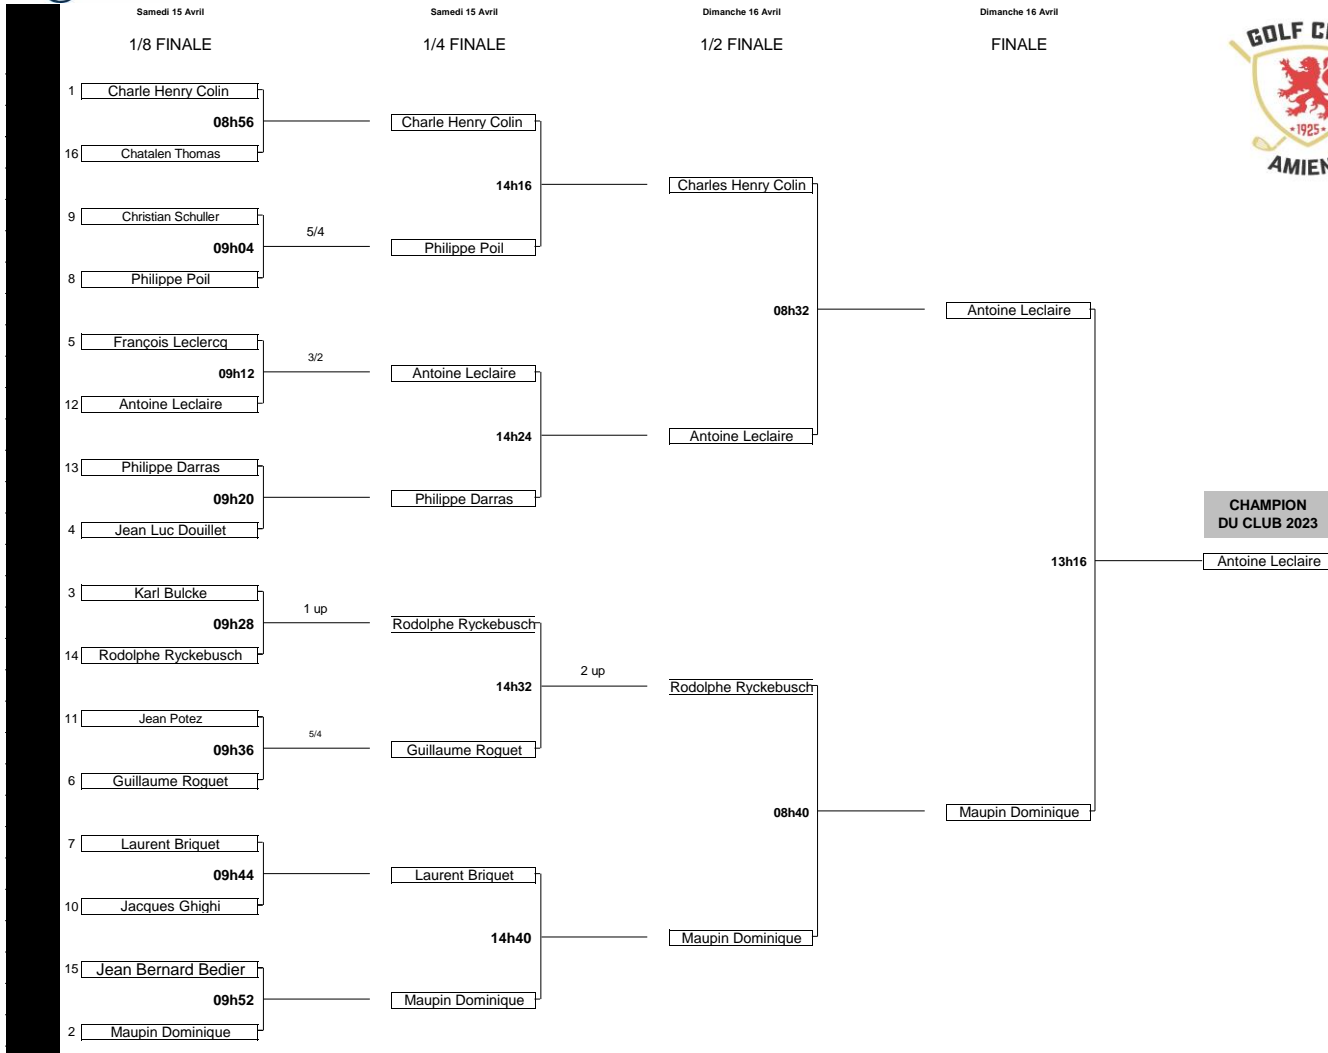 Samedi 15 Avril
Samedi 15 Avril
Dimanche 16 Avril
Dimanche 16 Avril
1/8 FINALE
1/4 FINALE
1/2 FINALE
FINALE
GOLF
1925
1 Charle Henry Colin
08h56
16 Chatalen Thomas
9 Christian Schuller
09h04
5/4
8 Philippe Poil
5 François Leclercq
09h12
3/2
12 Antoine Leclaire
13 Philippe Darras
09h20
4 Jean Luc Douillet
3 Karl Bulcke
09h28
1 up
14 Rodolphe Ryckebusch
11 Jean Potez
09h36
5/4
6 Guillaume Roguet
7 Laurent Briquet
09h44
10 Jacques Ghighi
15 Jean Bernard Bedier
09h52
2 Maupin Dominique
Charle Henry Colin
14h16
Philippe Poil
Antoine Leclaire
14h24
Philippe Darras
Rodolphe Ryckebusch
14h32
2 up
Guillaume Roguet
Laurent Briquet
14h40
Maupin Dominique
Charles Henry Colin
08h32
Antoine Leclaire
Rodolphe Ryckebusch
08h40
Maupin Dominique
Antoine Leclaire
13h16
Maupin Dominique
CHAMPION
DU CLUB 2023
Antoine Leclaire